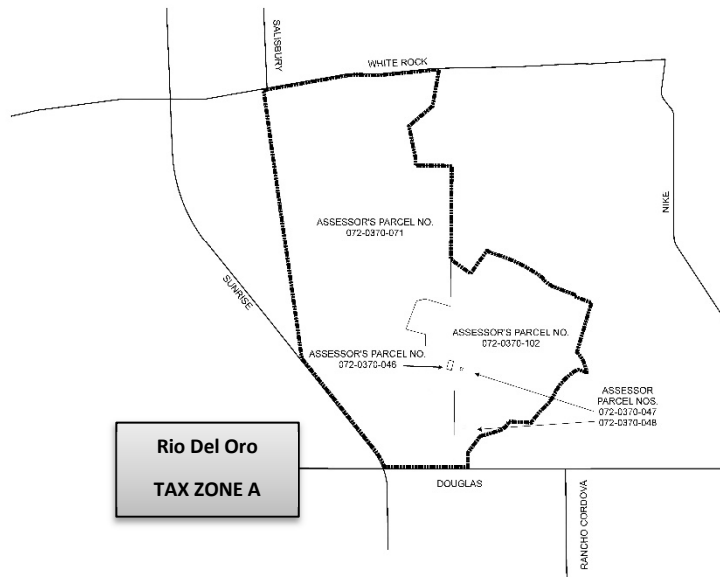 SALISBURY
WHITE ROCK
NIKE
ASSESSOR'S PARCEL NO.
072-0370-071
SUNRISE
ASSESSOR'S PARCEL NO.
072-0370-102
ASSESSOR'S PARCEL NO.
072-0370-046
ASSESSOR
PARCEL NOS.
072-0370-047
072-0370-048
Rio Del Oro
TAX ZONE A
DOUGLAS
RANCHO CORDOVA